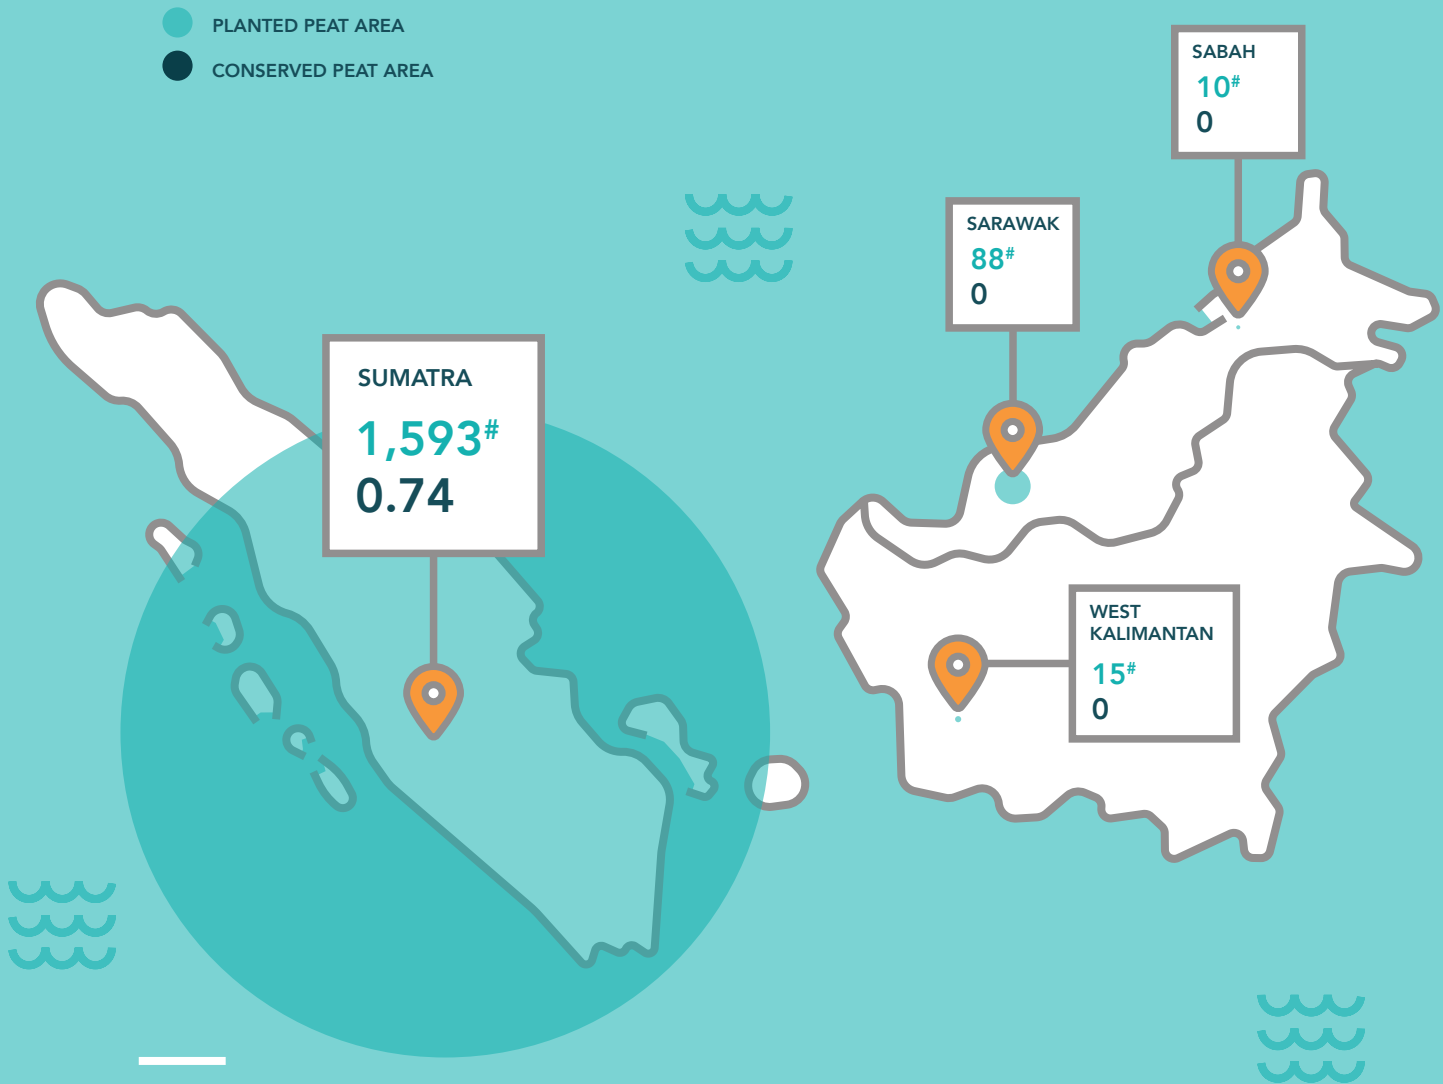 PLANTED PEAT AREA
CONSERVED PEAT AREA
SABAH
10#
0
SARAWAK
88#
0
SUMATRA
1,593#
0.74
WEST
KALIMANTAN
15#
0